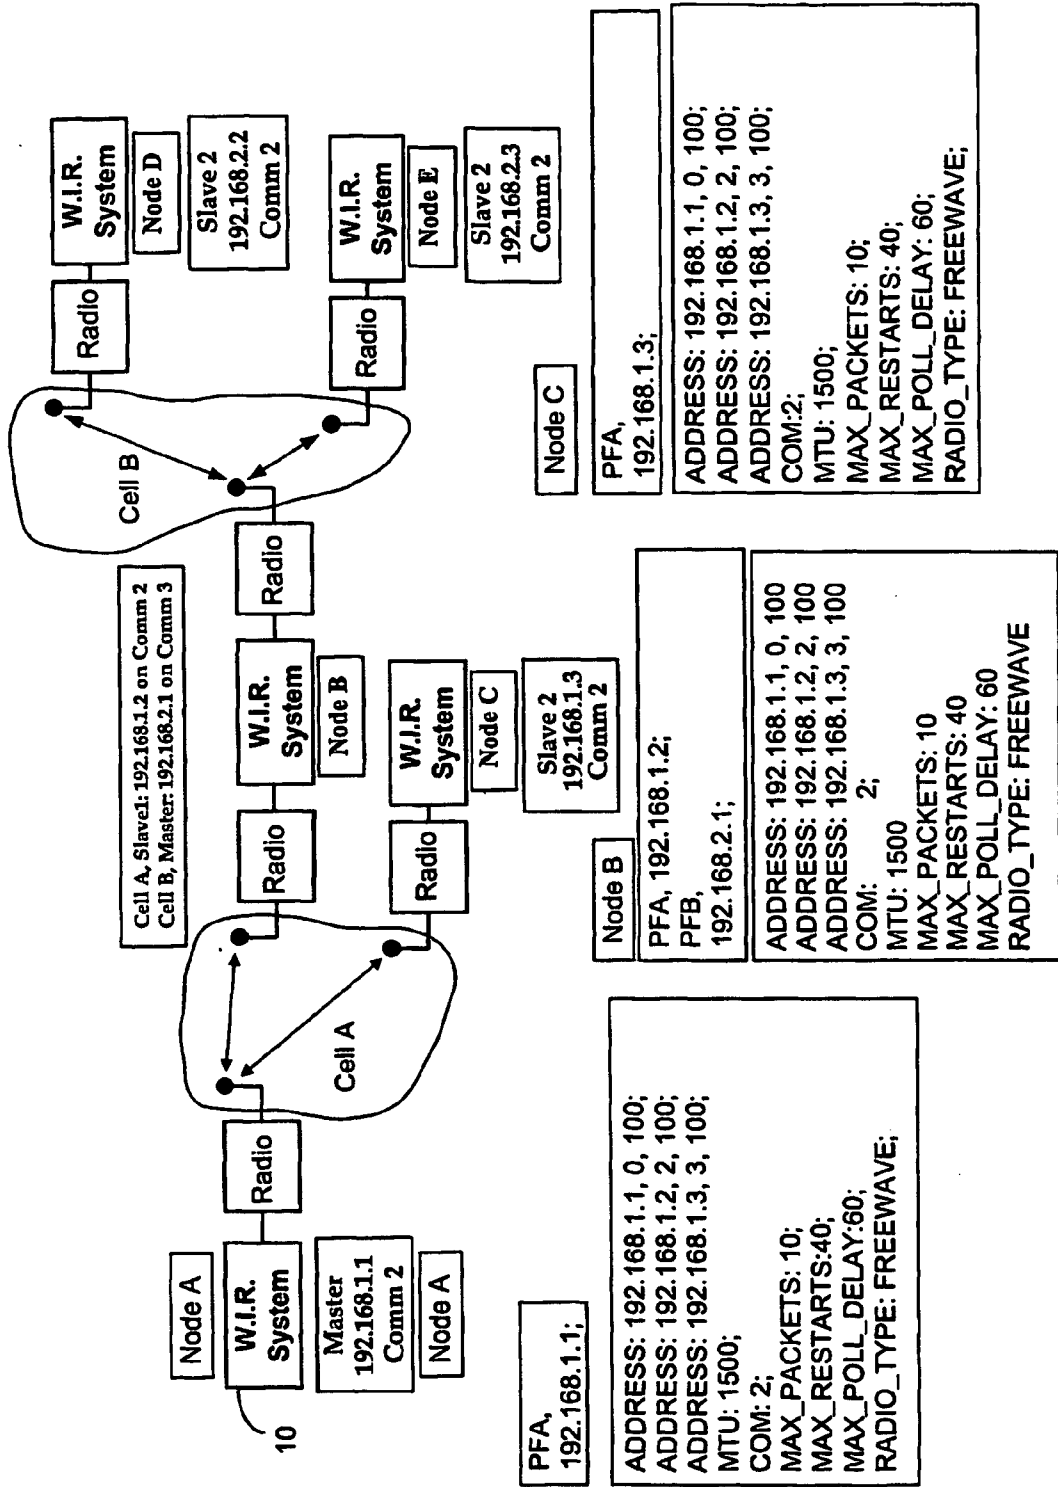 Node A
W.I.R.
System
10
Radio
Master
192.168.1.1
Comm 2
Node A
Cell A
Cell A, Slave1: 192.168.1.2 on Comm 2
Cell B, Master: 192.168.2.1 on Comm 3
Radio
W.I.R.
System
Node B
Radio
Radio
W.I.R.
System
Node C
Slave 2
192.168.1.3
Comm 2
Cell B
Radio
W.I.R.
System
Node D
Slave 2
192.168.2.2
Comm 2
Radio
W.I.R.
System
Node E
Slave 2
192.168.2.3
Comm 2
PFA,
192.168.1.1;
ADDRESS: 192.168.1.1, 0, 100;
ADDRESS: 192.168.1.2, 2, 100;
ADDRESS: 192.168.1.3, 3, 100;
MTU: 1500;
COM: 2;
MAX_PACKETS: 10;
MAX_RESTARTS:40;
MAX_POLL_DELAY:60;
RADIO_TYPE: FREEWAVE;
Node B
PFA, 192.168.1.2;
PFB,
192.168.2.1;
ADDRESS: 192.168.1.1, 0, 100
ADDRESS: 192.168.1.2, 2, 100
ADDRESS: 192.168.1.3, 3, 100
COM: 2;
MTU: 1500
MAX_PACKETS: 10
MAX_RESTARTS: 40
MAX_POLL_DELAY: 60
RADIO_TYPE: FREEWAVE
Node C
PFA,
192.168.1.3;
ADDRESS: 192.168.1.1, 0, 100;
ADDRESS: 192.168.1.2, 2, 100;
ADDRESS: 192.168.1.3, 3, 100;
COM:2;
MTU: 1500;
MAX_PACKETS: 10;
MAX_RESTARTS: 40;
MAX_POLL_DELAY: 60;
RADIO_TYPE: FREEWAVE;